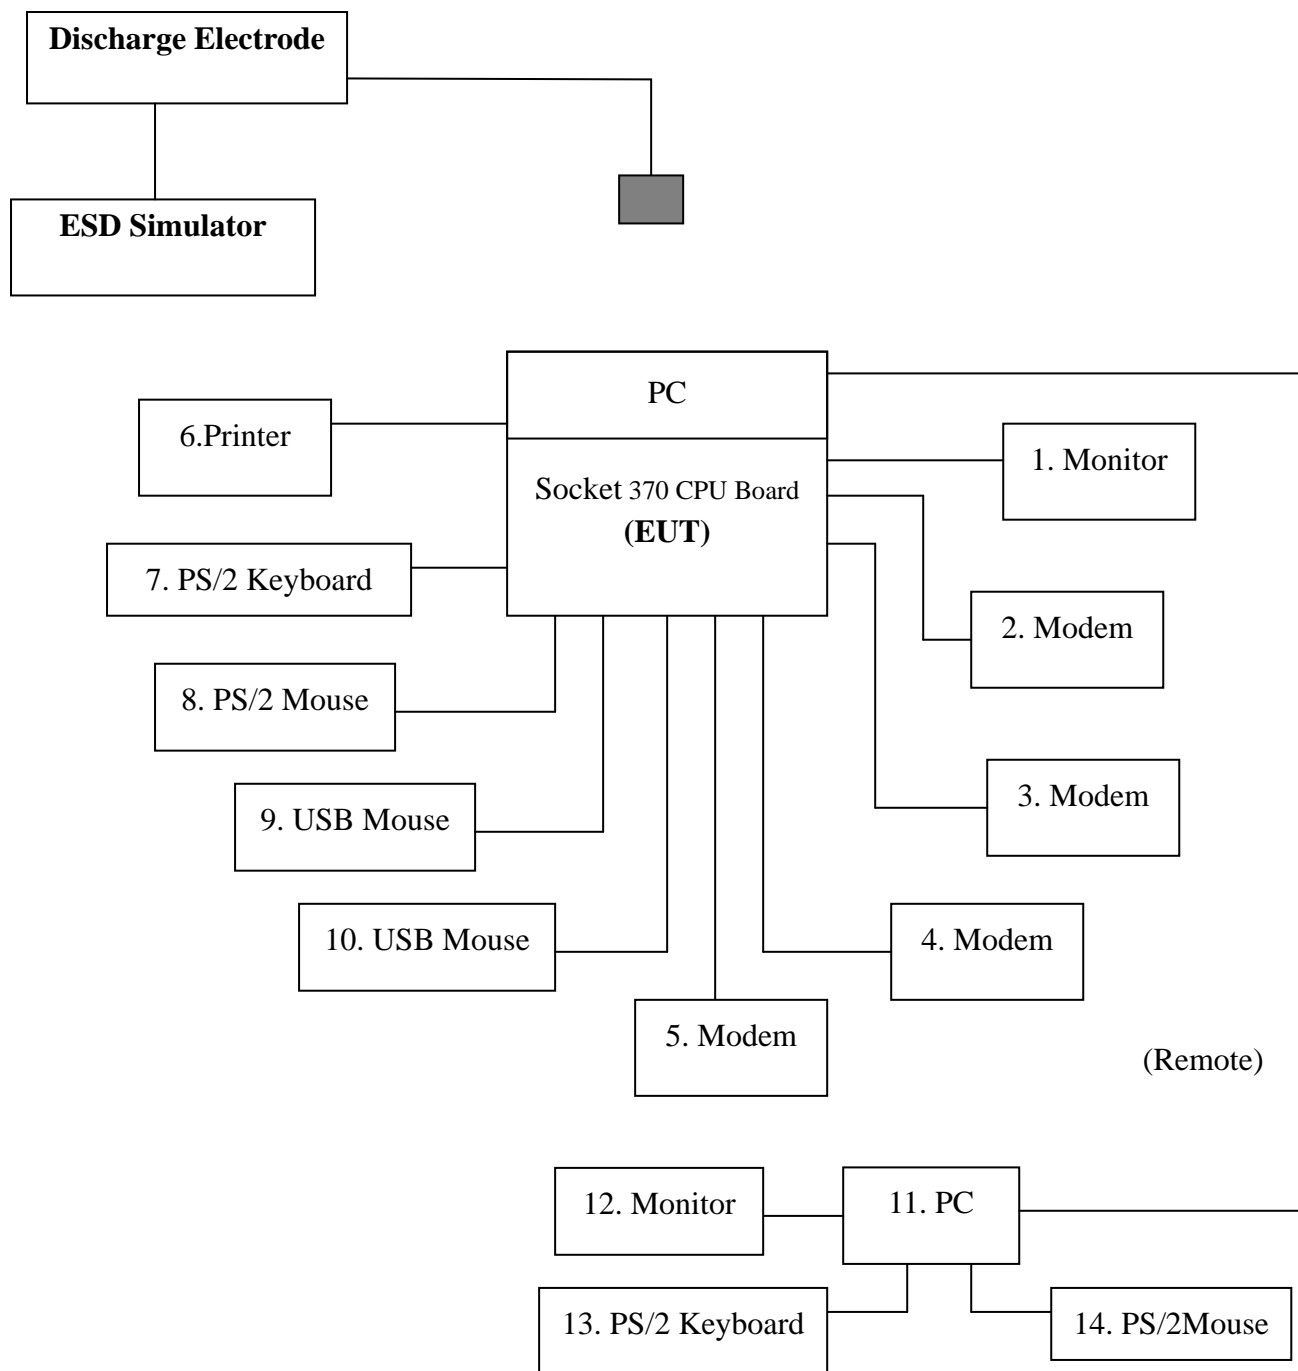 Discharge Electrode
ESD Simulator
PC
6.Printer
1. Monitor
Socket 370 CPU Board
(EUT)
7. PS/2 Keyboard
2. Modem
8. PS/2 Mouse
3. Modem
9. USB Mouse
10. USB Mouse
4. Modem
5. Modem
(Remote)
12. Monitor
11. PC
13. PS/2 Keyboard
14. PS/2Mouse